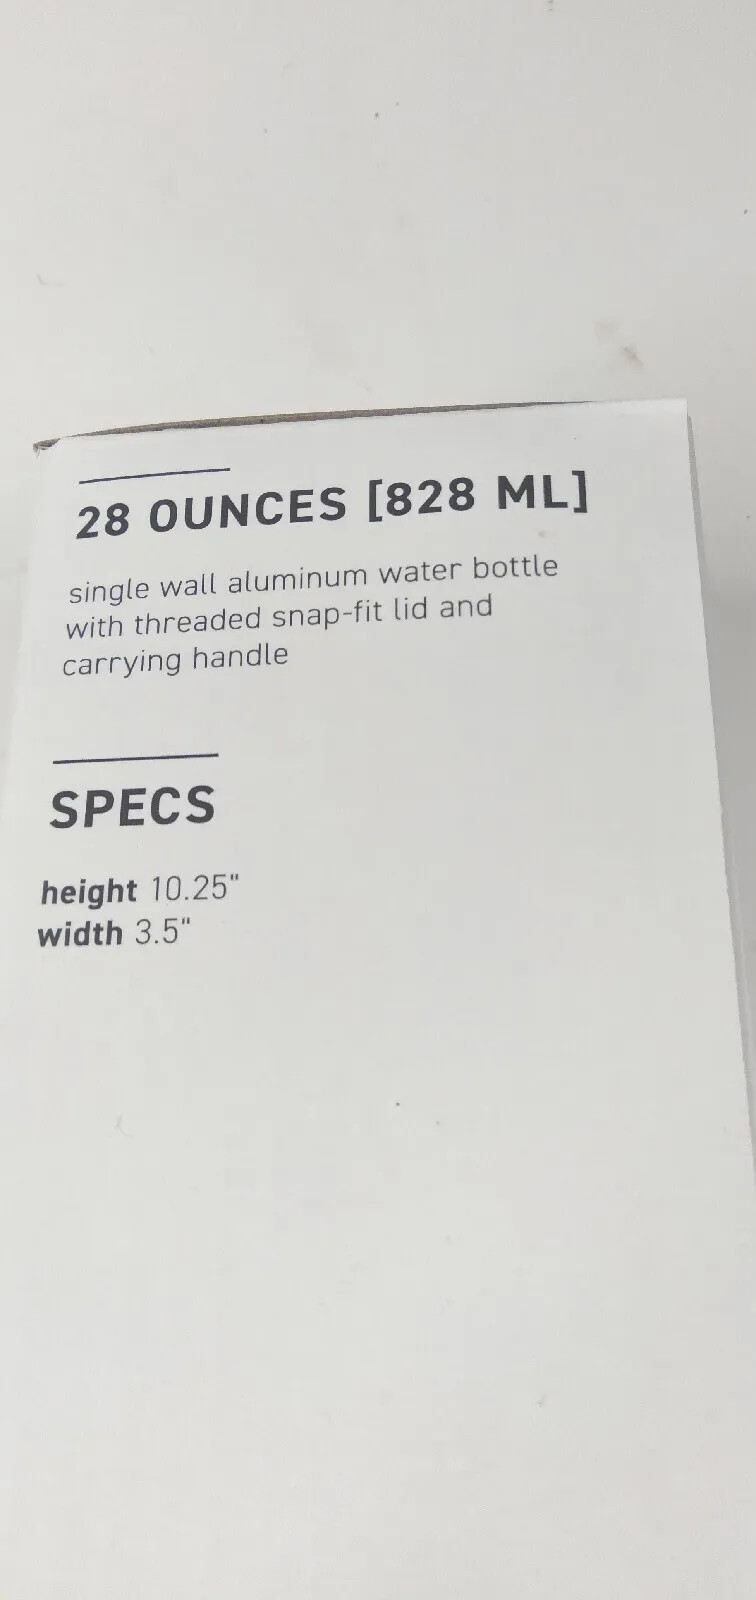 28 OUNCES [828 ML]
single wall aluminum water bottle
with threaded snap-fit lid and
carrying handle
SPECS
height 10.25"
width 3.5"